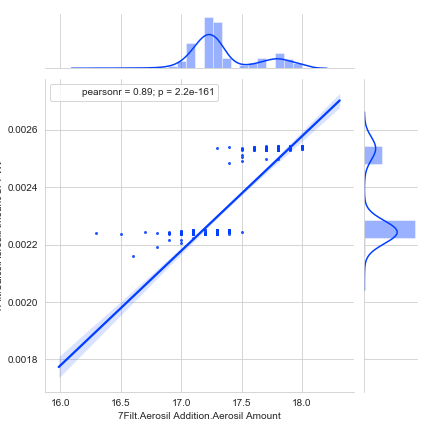 pearsonr = 0.89; p = 2.2e-161
0.0026
0.0024
0.0022
0.0020
0.0018
16.0 16.5 17.0 17.5 18.0
7Filt.Aerosil Addition.Aerosil Amount